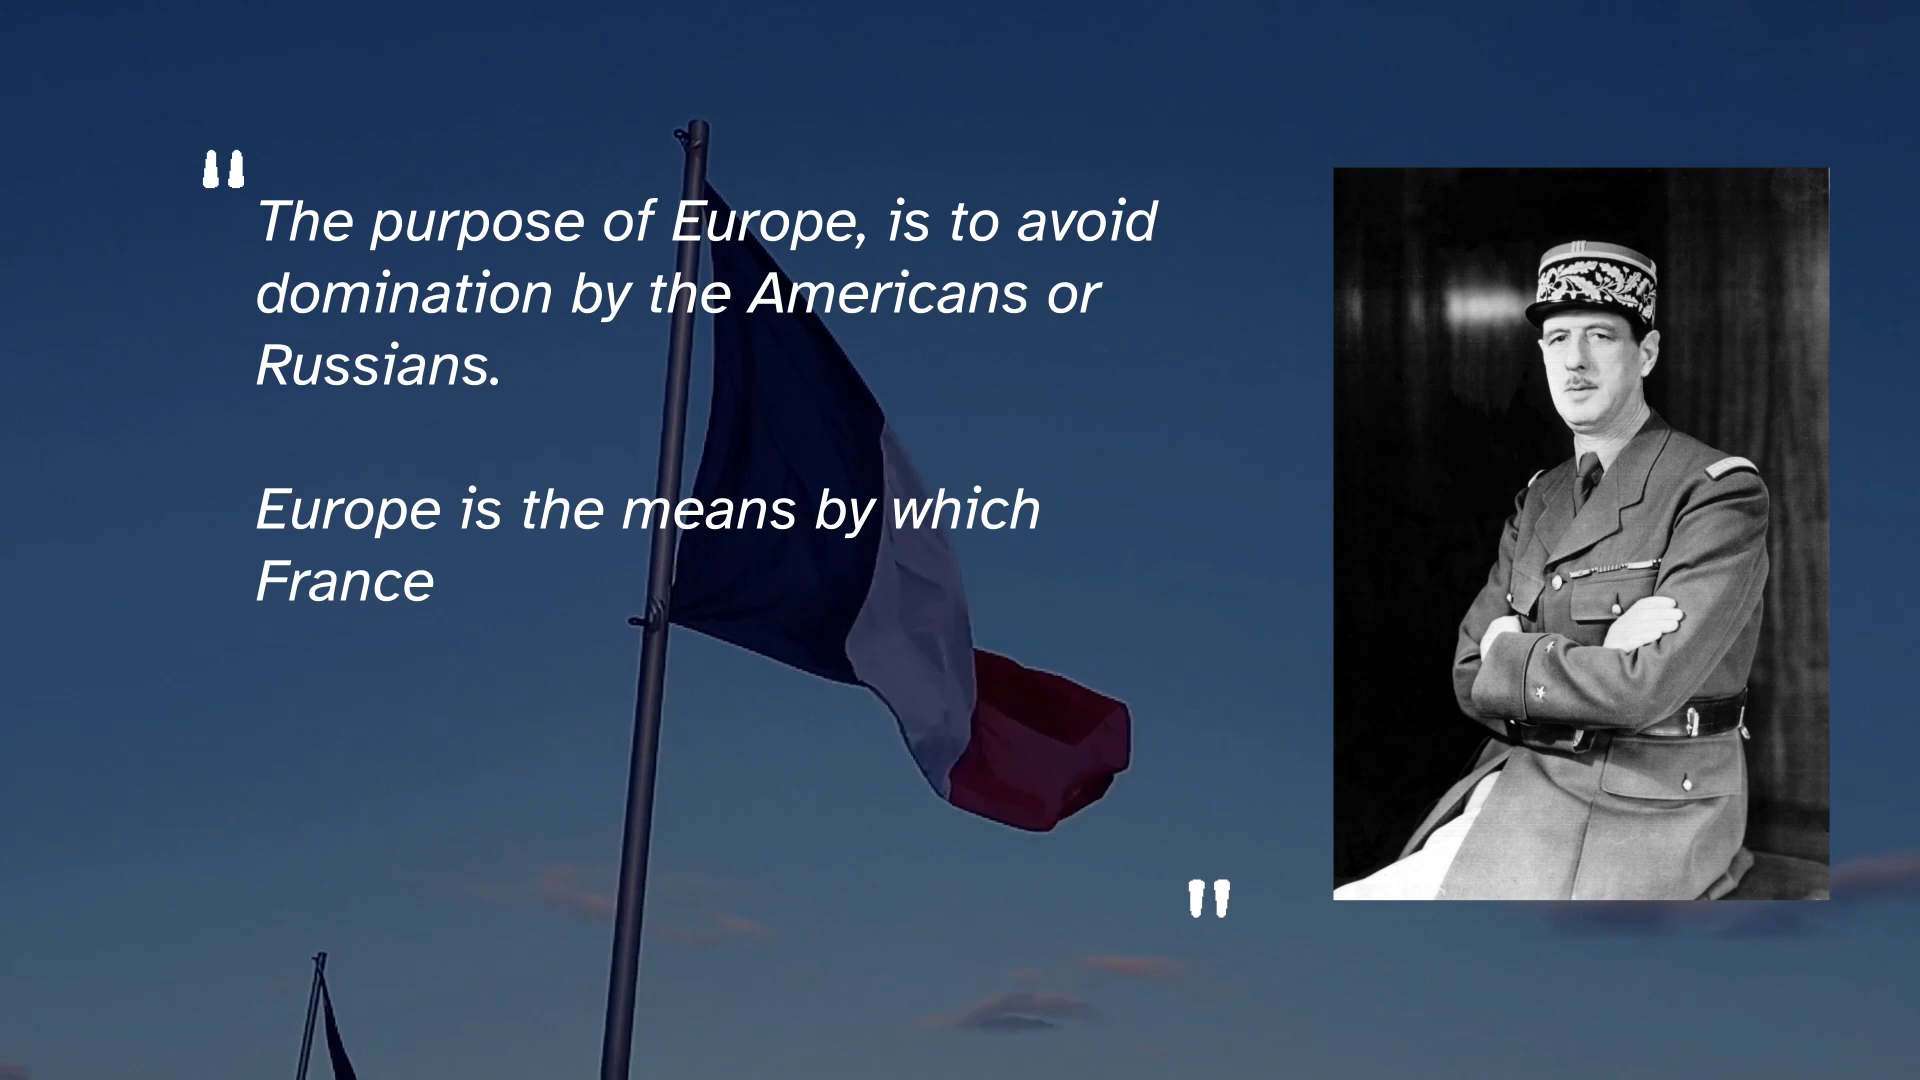 "
The purpose of Europe, is to avoid
domination by the Americans or
Russians.
Europe is the means by which
France
"